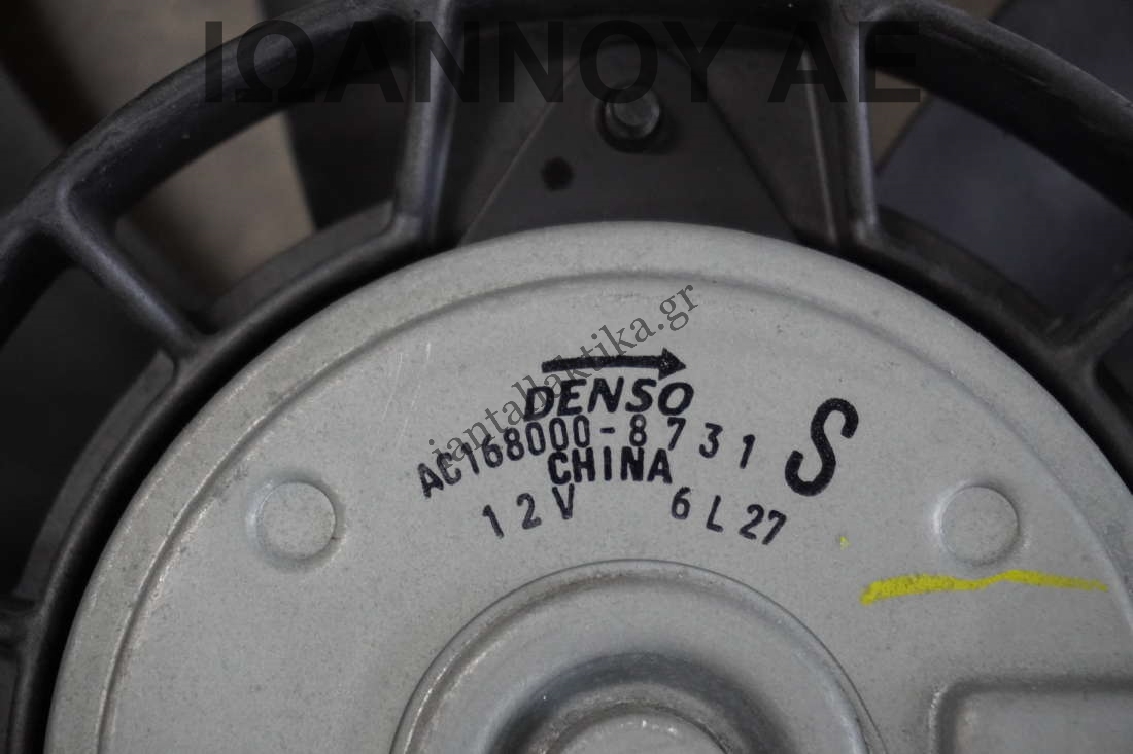 ΙΩΑΝΝΟΥ ΑΕ
iantallaktika.gr
DENSO
AC168000-8731 S
CHINA
12V 6L27